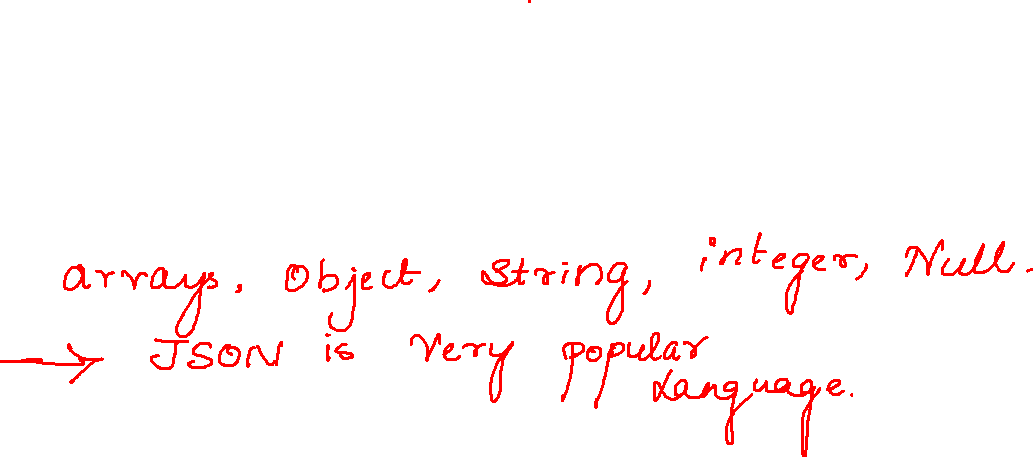 arrays, Object, String, integer, Null.
→ JSON is Very popular
Language.